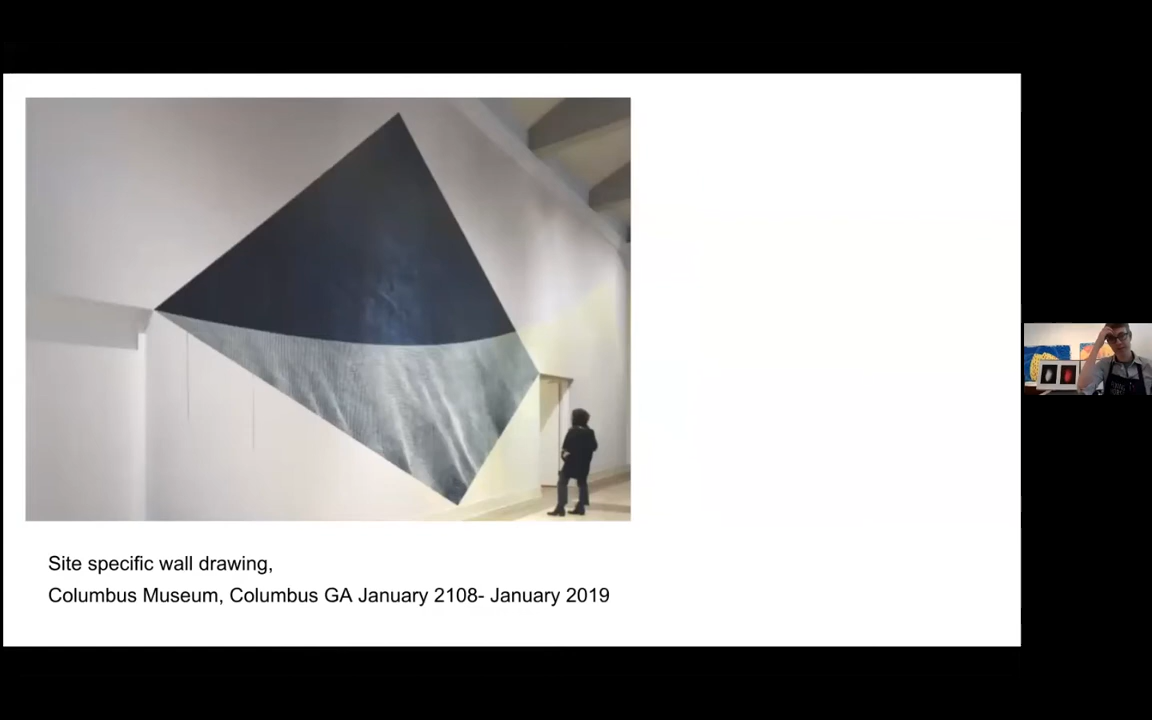 Site specific wall drawing,
Columbus Museum, Columbus GA January 2108- January 2019